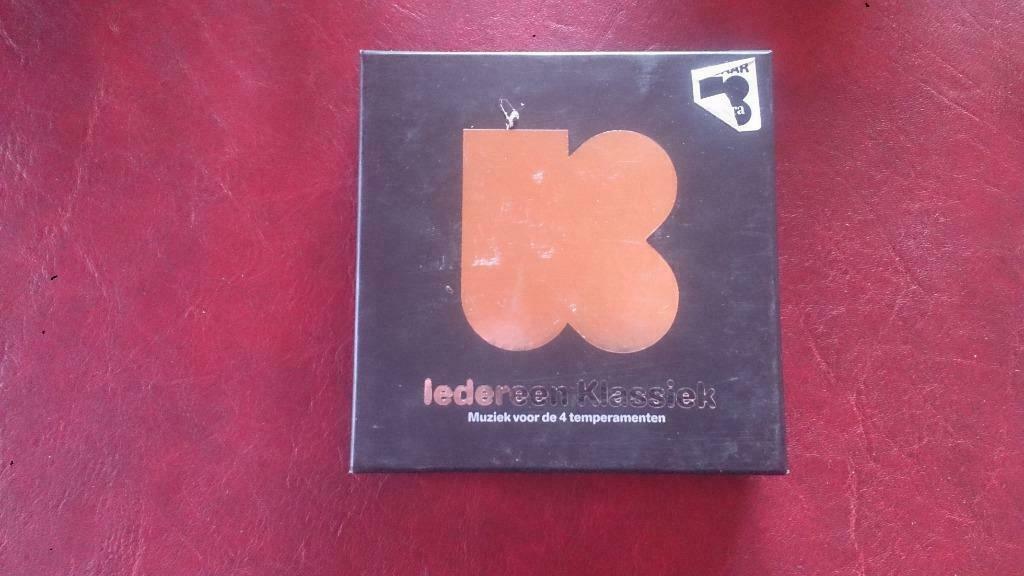 Iedereen Klassiek
Muziek voor de 4 temperamenten